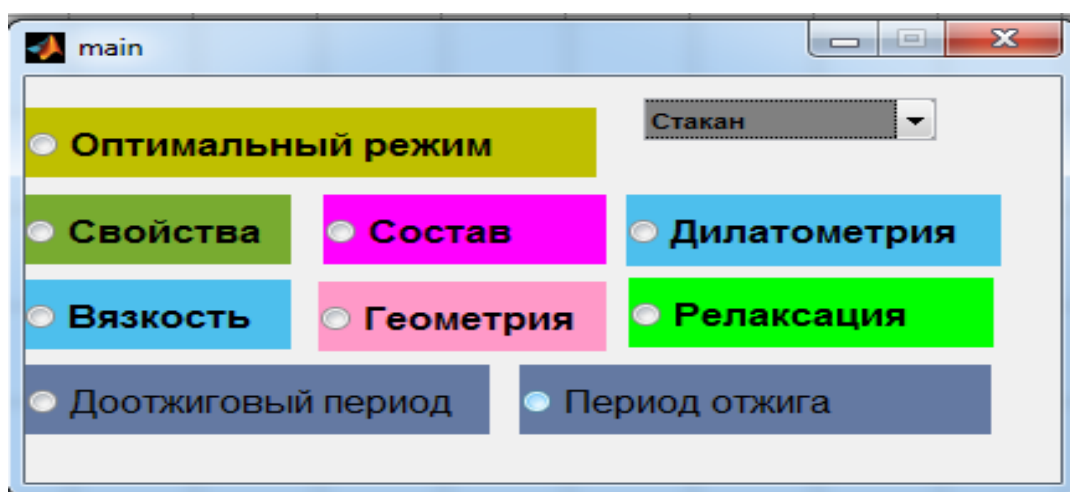 main
Оптимальный режим
Стакан
Свойства
Состав
Дилатометрия
Вязкость
Геометрия
Релаксация
Доотжиговый период
Период отжига